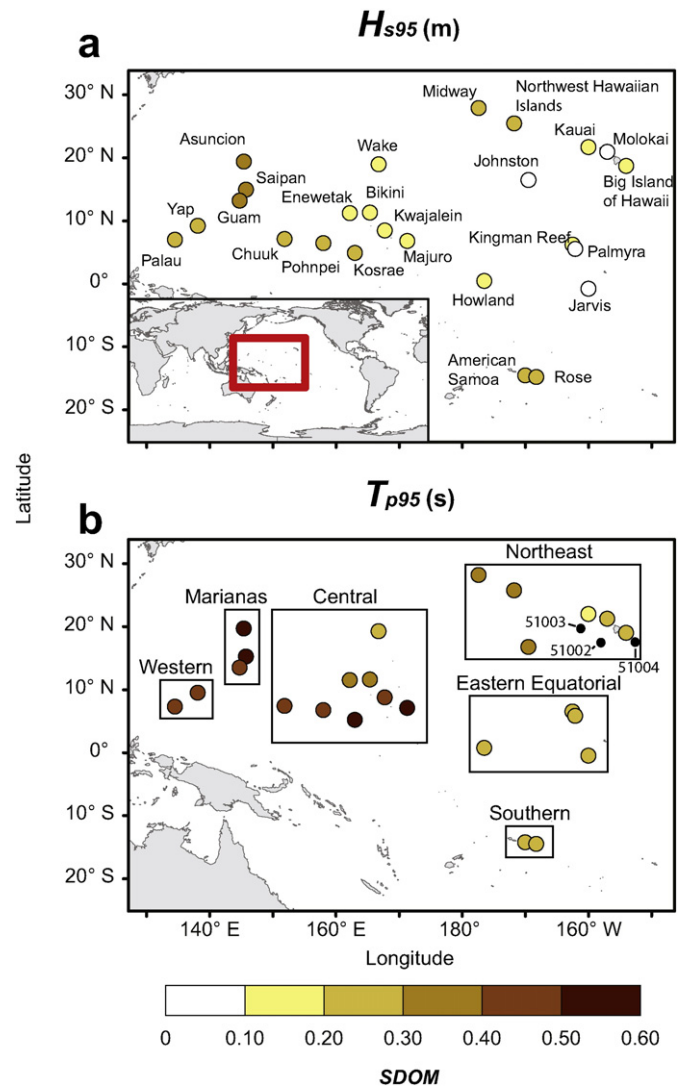 Hs95 (m)
a
30° N
20° N
10° N
0°
10° S
20° S
Midway
Northwest Hawaiian
Islands
Kauai
Molokai
Johnston
Big Island
of Hawaii
Asuncion
Wake
Saipan
Enewetak
Bikini
Yap
Guam
Kwajalein
Palau
Chuuk
Pohnpei
Kosrae
Majuro
Kingman Reef
Palmyra
Howland
Jarvis
American
Samoa
Rose
Latitude
Tp95 (s)
b
30° N
20° N
10° N
0°
10° S
20° S
Northeast
Marianas
Central
51003
51002
51004
Western
Eastern Equatorial
Southern
140° E
160° E
180°
160° W
Longitude
0
0.10
0.20
0.30
0.40
0.50
0.60
SDOM